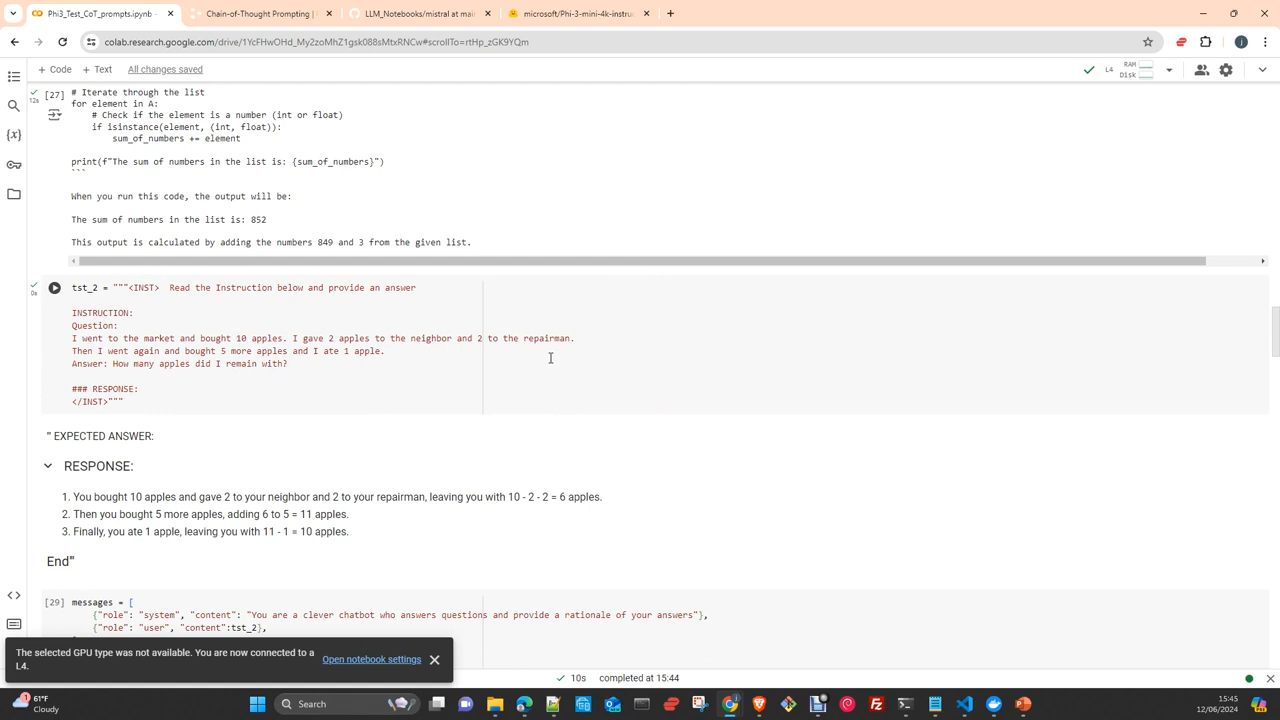 Phi3_Test_CoT_prompts.ipynb
Chain-of-Thought Prompting |
LLM_Notebooks/mistral at mai
microsoft/Phi-3-mini-4k-instruc
colab.research.google.com/drive/1YcFHwOHd_My2zoMhZ1gsk088sMtxRNCw#scrollTo=rtHp_zGK9YQm
+ Code + Text All changes saved
L4 RAM
Disk
[27] # Iterate through the list
12s
for element in A:
# Check if the element is a number (int or float)
if isinstance(element, (int, float)):
sum_of_numbers += element
print(f"The sum of numbers in the list is: {sum_of_numbers}")
```
When you run this code, the output will be:
The sum of numbers in the list is: 852
This output is calculated by adding the numbers 849 and 3 from the given list.
0s
tst_2 = """<INST> Read the Instruction below and provide an answer
INSTRUCTION:
Question:
I went to the market and bought 10 apples. I gave 2 apples to the neighbor and 2 to the repairman.
Then I went again and bought 5 more apples and I ate 1 apple.
Answer: How many apples did I remain with?
### RESPONSE:
</INST>"""
" EXPECTED ANSWER:
RESPONSE:
1. You bought 10 apples and gave 2 to your neighbor and 2 to your repairman, leaving you with 10 - 2 - 2 = 6 apples.
2. Then you bought 5 more apples, adding 6 to 5 = 11 apples.
3. Finally, you ate 1 apple, leaving you with 11 - 1 = 10 apples.
End"'
[29] messages = [
{"role": "system", "content": "You are a clever chatbot who answers questions and provide a rationale of your answers"},
{"role": "user", "content":tst_2},
The selected GPU type was not available. You are now connected to a
L4.
Open notebook settings
10s completed at 15:44
61°F
Cloudy
Search
15:45
12/06/2024